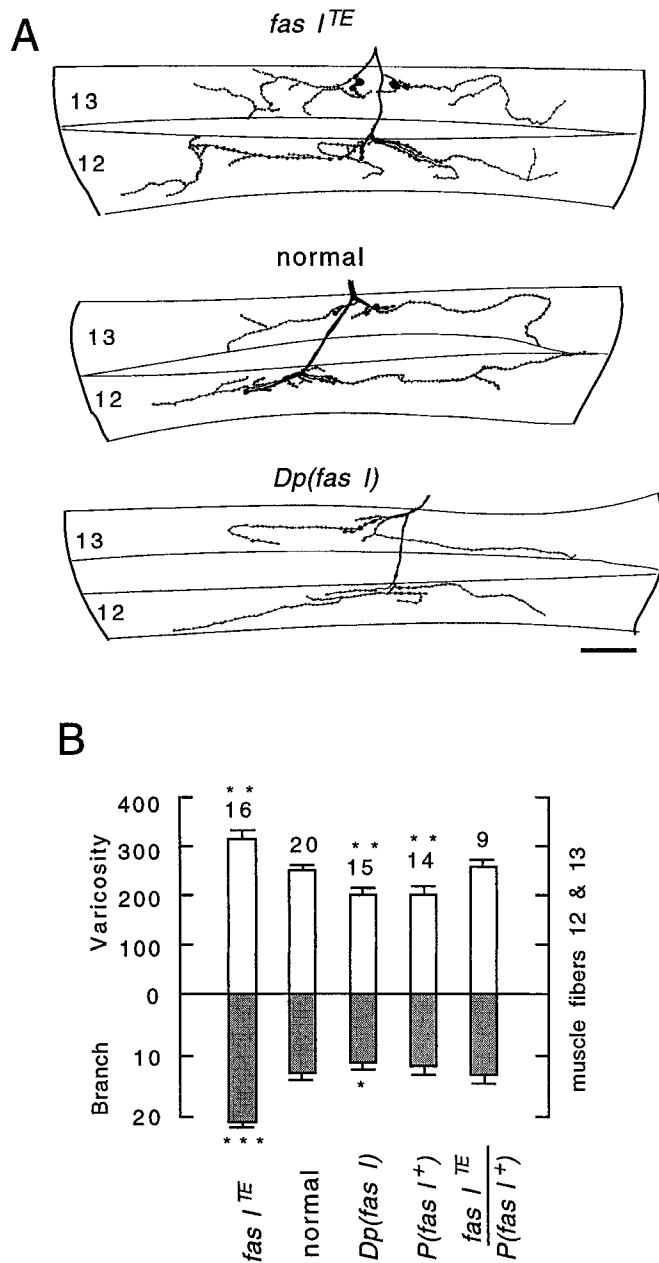 A
fas I TE
13
12
normal
13
12
Dp(fas I)
13
12
B
* *
16
20
* *
15
* *
14
9
400
300
200
100
0
10
20
Varicosity
Branch
muscle fibers 12 & 13
*
* * *
fas I TE
normal
Dp(fas I)
P(fas I+)
fas I TE
P(fas I+)